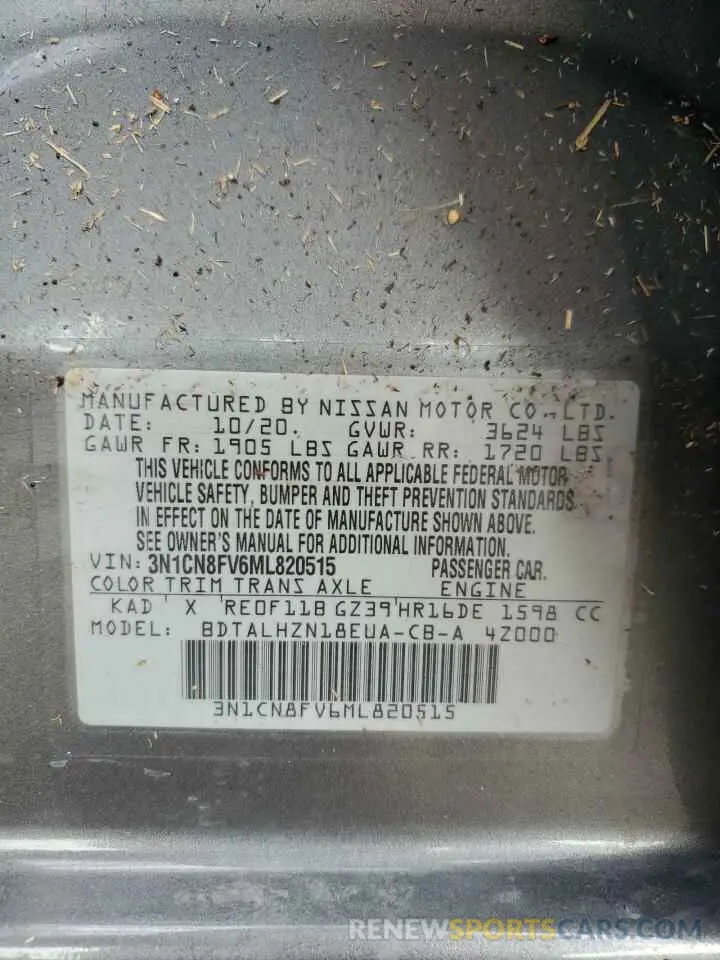 MANUFACTURED BY NISSAN MOTOR CO.,LTD.
DATE: 10/20. GVWR: 3624 LBS
GAWR FR: 1905 LBS GAWR RR: 1720 LBS
THIS VEHICLE CONFORMS TO ALL APPLICABLE FEDERAL MOTOR
VEHICLE SAFETY, BUMPER AND THEFT PREVENTION STANDARDS
IN EFFECT ON THE DATE OF MANUFACTURE SHOWN ABOVE.
SEE OWNER'S MANUAL FOR ADDITIONAL INFORMATION.
VIN: 3N1CN8FV6ML820515 PASSENGER CAR.
COLOR TRIM TRANS AXLE ENGINE
KAD X RE0F11B GZ39 HR16DE 1598 CC
MODEL: BDTALHZN18EUA-CB-A 4Z000
3N1CN8FV6ML820515
RENEWSPORTSCARS.COM